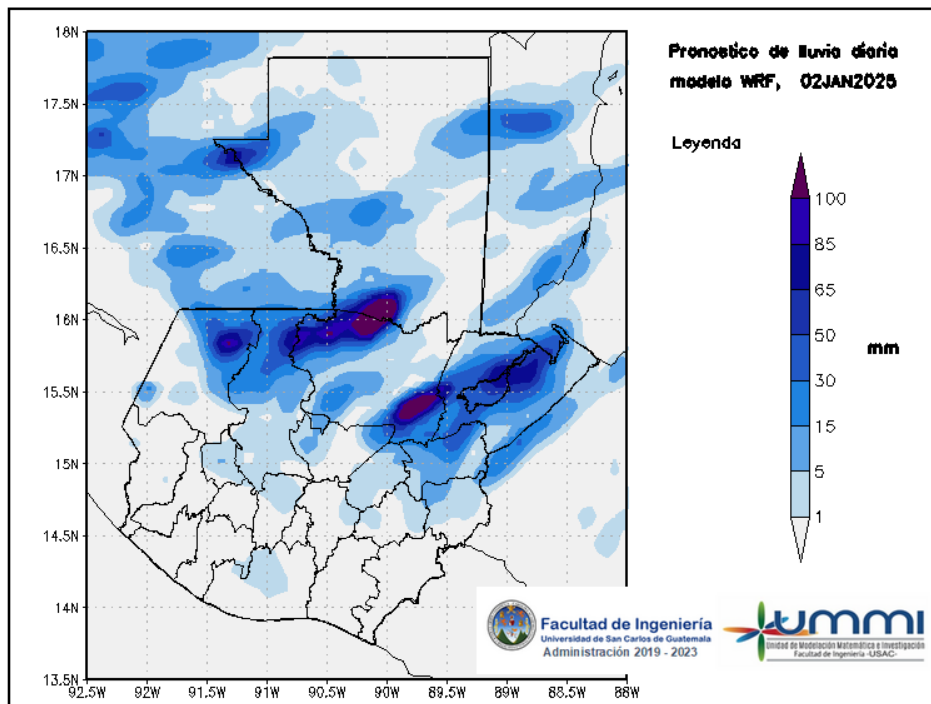 18N
17.5N
17N
16.5N
16N
15.5N
15N
14.5N
14N
13.5N
92.5W
92W
91.5W
91W
90.5W
90W
89.5W
89W
88.5W
88W
Pronostico de lluvia diaria
modelo WRF, 02JAN2025
Leyenda
100
85
65
50
30
15
5
1
mm
Facultad de Ingeniería
Universidad de San Carlos de Guatemala
Administración 2019 - 2023
UMMI
Unidad de Modelación Matemática e Investigación
Facultad de Ingeniería -USAC-